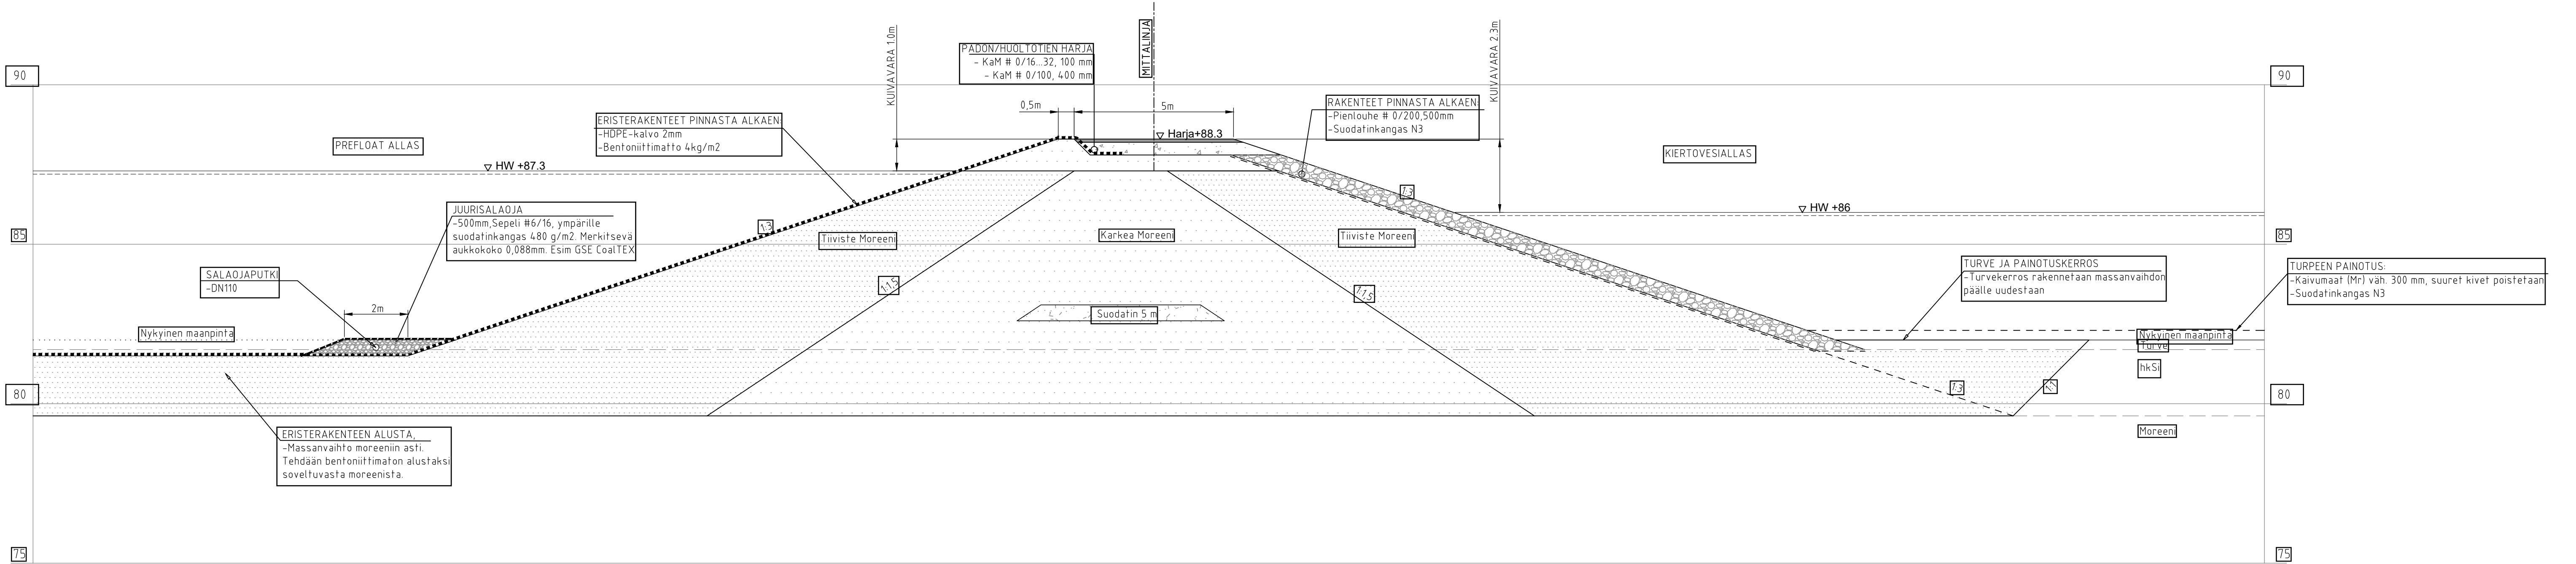 KUIVAVARA 1.0m
PADON/HUOLTOTIEN HARJA
- KaM # 0/16...32, 100 mm
- KaM # 0/100, 400 mm
MITTALINJA
KUIVAVARA 2.3m
90
90
0,5m
5m
ERISTERAKENTEET PINNASTA ALKAEN:
-HDPE-kalvo 2mm
-Bentoniittimatto 4kg/m2
RAKENTEET PINNASTA ALKAEN:
-Pienlouhe # 0/200,500mm
-Suodatinkangas N3
Harja+88.3
PREFLOAT ALLAS
KIERTOVESIALLAS
HW +87.3
1:3
HW +86
JUURISALAOJA
-500mm,Sepeli #6/16, ympärille
suodatinkangas 480 g/m2. Merkitsevä
aukkokoko 0,088mm. Esim GSE CoalTEX
1:3
85
Tiiviste Moreeni
Karkea Moreeni
Tiiviste Moreeni
85
SALAOJAPUTKI
-DN110
1:1.5
1:1.5
TURVE JA PAINOTUSKERROS
-Turvekerros rakennetaan massanvaihdon
päälle uudestaan
TURPEEN PAINOTUS:
-Kaivumaat (Mr) väh. 300 mm, suuret kivet poistetaan
-Suodatinkangas N3
2m
Suodatin 5 m
Nykyinen maanpinta
Nykyinen maanpinta
Turve
hkSi
80
1:3
1:1
80
ERISTERAKENTEEN ALUSTA,
-Massanvaihto moreeniin asti.
Tehdään bentoniittimaton alustaksi
soveltuvasta moreenista.
Moreeni
75
75